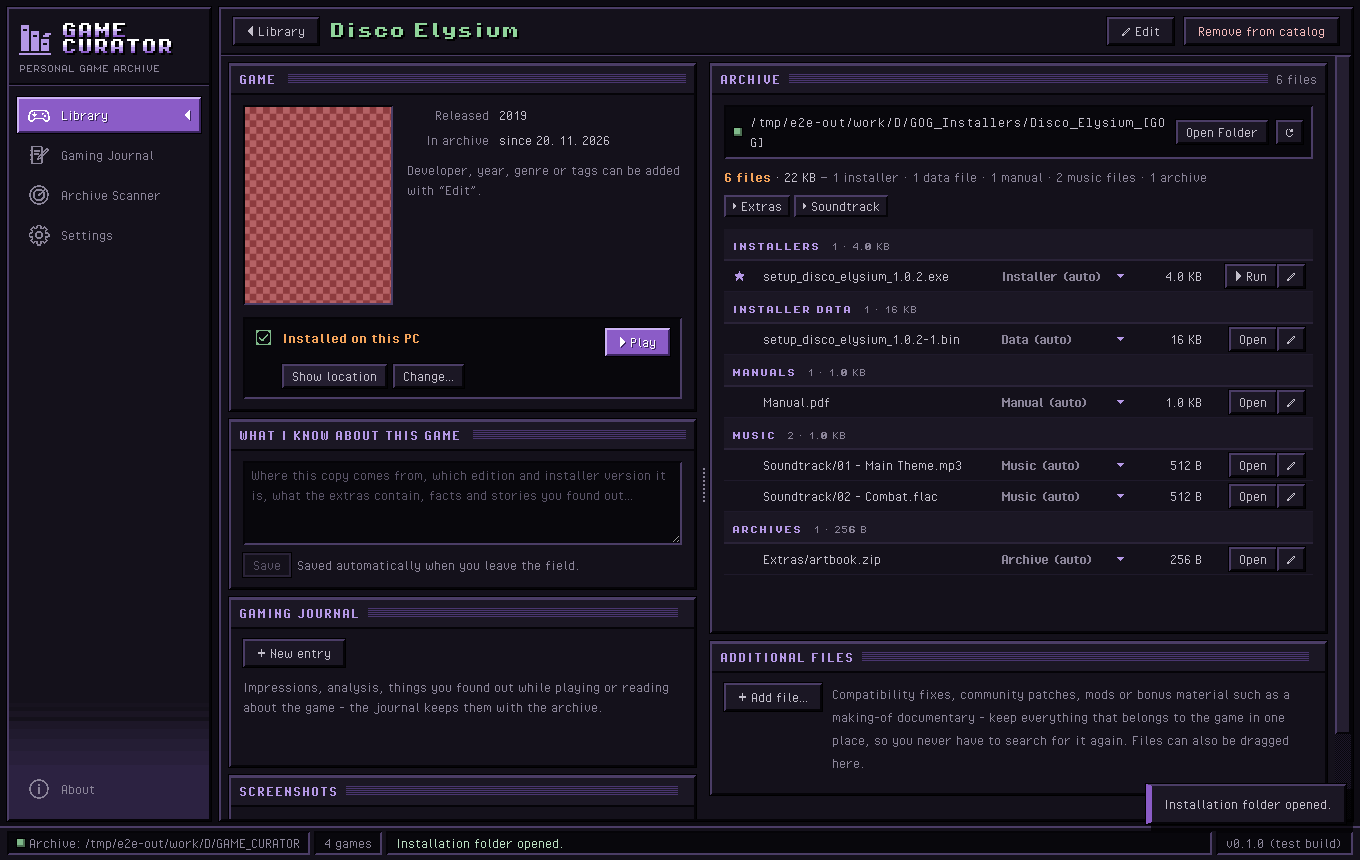 GAME
CURATOR
PERSONAL GAME ARCHIVE
Library
Gaming Journal
Archive Scanner
Settings
About
Library
Disco Elysium
Edit
Remove from catalog
GAME
Released 2019
In archive since 20. 11. 2026
Developer, year, genre or tags can be added
with “Edit”.
Installed on this PC
Play
Show location
Change…
WHAT I KNOW ABOUT THIS GAME
Where this copy comes from, which edition and installer version it
is, what the extras contain, facts and stories you found out…
Save
Saved automatically when you leave the field.
GAMING JOURNAL
+ New entry
Impressions, analysis, things you found out while playing or reading
about the game – the journal keeps them with the archive.
SCREENSHOTS
ARCHIVE
6 files
/tmp/e2e-out/work/D/GOG_Installers/Disco_Elysium_[GO
G]
Open Folder
6 files · 22 KB – 1 installer · 1 data file · 1 manual · 2 music files · 1 archive
Extras
Soundtrack
INSTALLERS 1 · 4.0 KB
setup_disco_elysium_1.0.2.exe Installer (auto) 4.0 KB Run
INSTALLER DATA 1 · 16 KB
setup_disco_elysium_1.0.2-1.bin Data (auto) 16 KB Open
MANUALS 1 · 1.0 KB
Manual.pdf Manual (auto) 1.0 KB Open
MUSIC 2 · 1.0 KB
Soundtrack/01 - Main Theme.mp3 Music (auto) 512 B Open
Soundtrack/02 - Combat.flac Music (auto) 512 B Open
ARCHIVES 1 · 256 B
Extras/artbook.zip Archive (auto) 256 B Open
ADDITIONAL FILES
+ Add file…
Compatibility fixes, community patches, mods or bonus material such as a
making-of documentary – keep everything that belongs to the game in one
place, so you never have to search for it again. Files can also be dragged
here.
Installation folder opened.
Archive: /tmp/e2e-out/work/D/GAME_CURATOR
4 games
Installation folder opened.
v0.1.0 (test build)